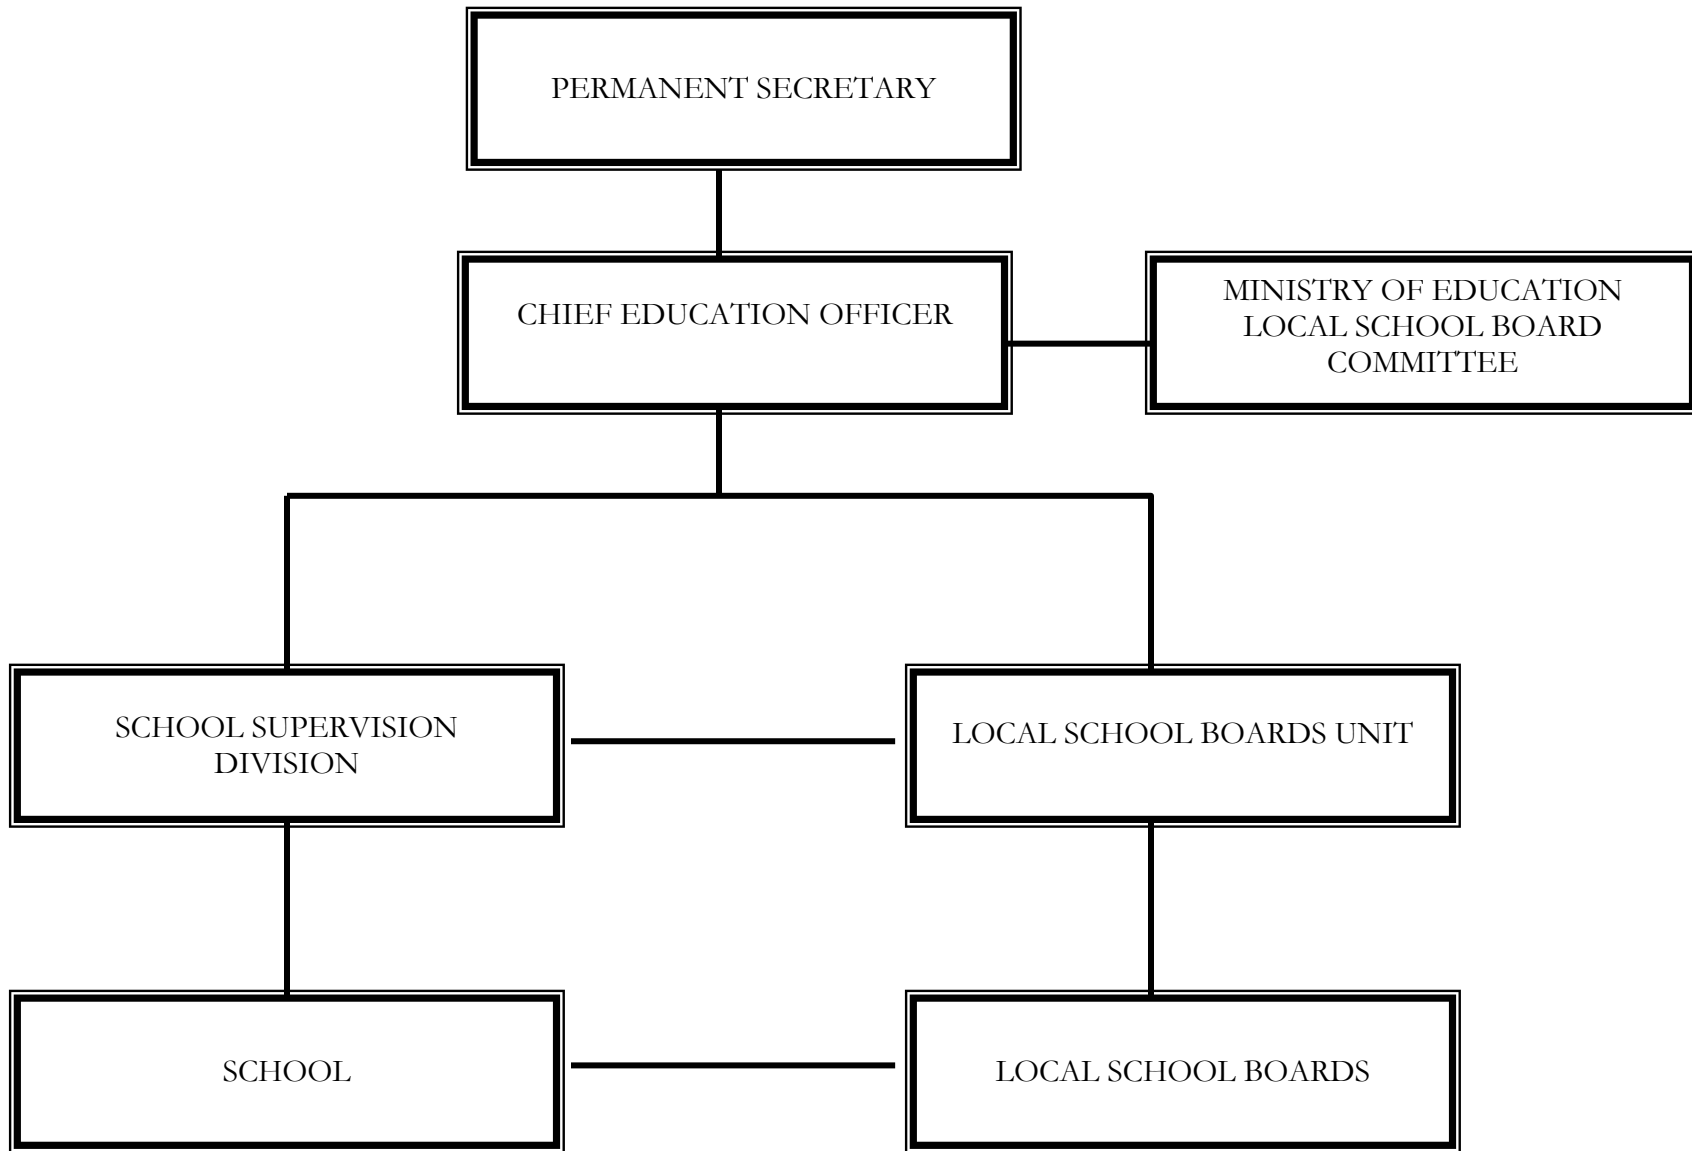 PERMANENT SECRETARY
CHIEF EDUCATION OFFICER
MINISTRY OF EDUCATION
LOCAL SCHOOL BOARD
COMMITTEE
SCHOOL SUPERVISION
DIVISION
LOCAL SCHOOL BOARDS UNIT
SCHOOL
LOCAL SCHOOL BOARDS